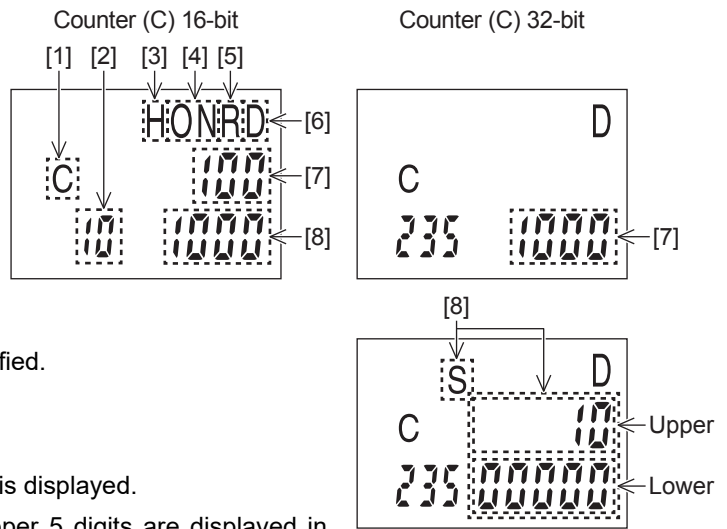 Counter (C) 16-bit
Counter (C) 32-bit
[1] [2] [3] [4] [5]
HONRD [6]
C 100 [7]
10 1000 [8]
D
C
235 1000 [7]
[8]
S D
C 10 Upper
235 00000 Lower
fied.
is displayed.
per 5 digits are displayed in